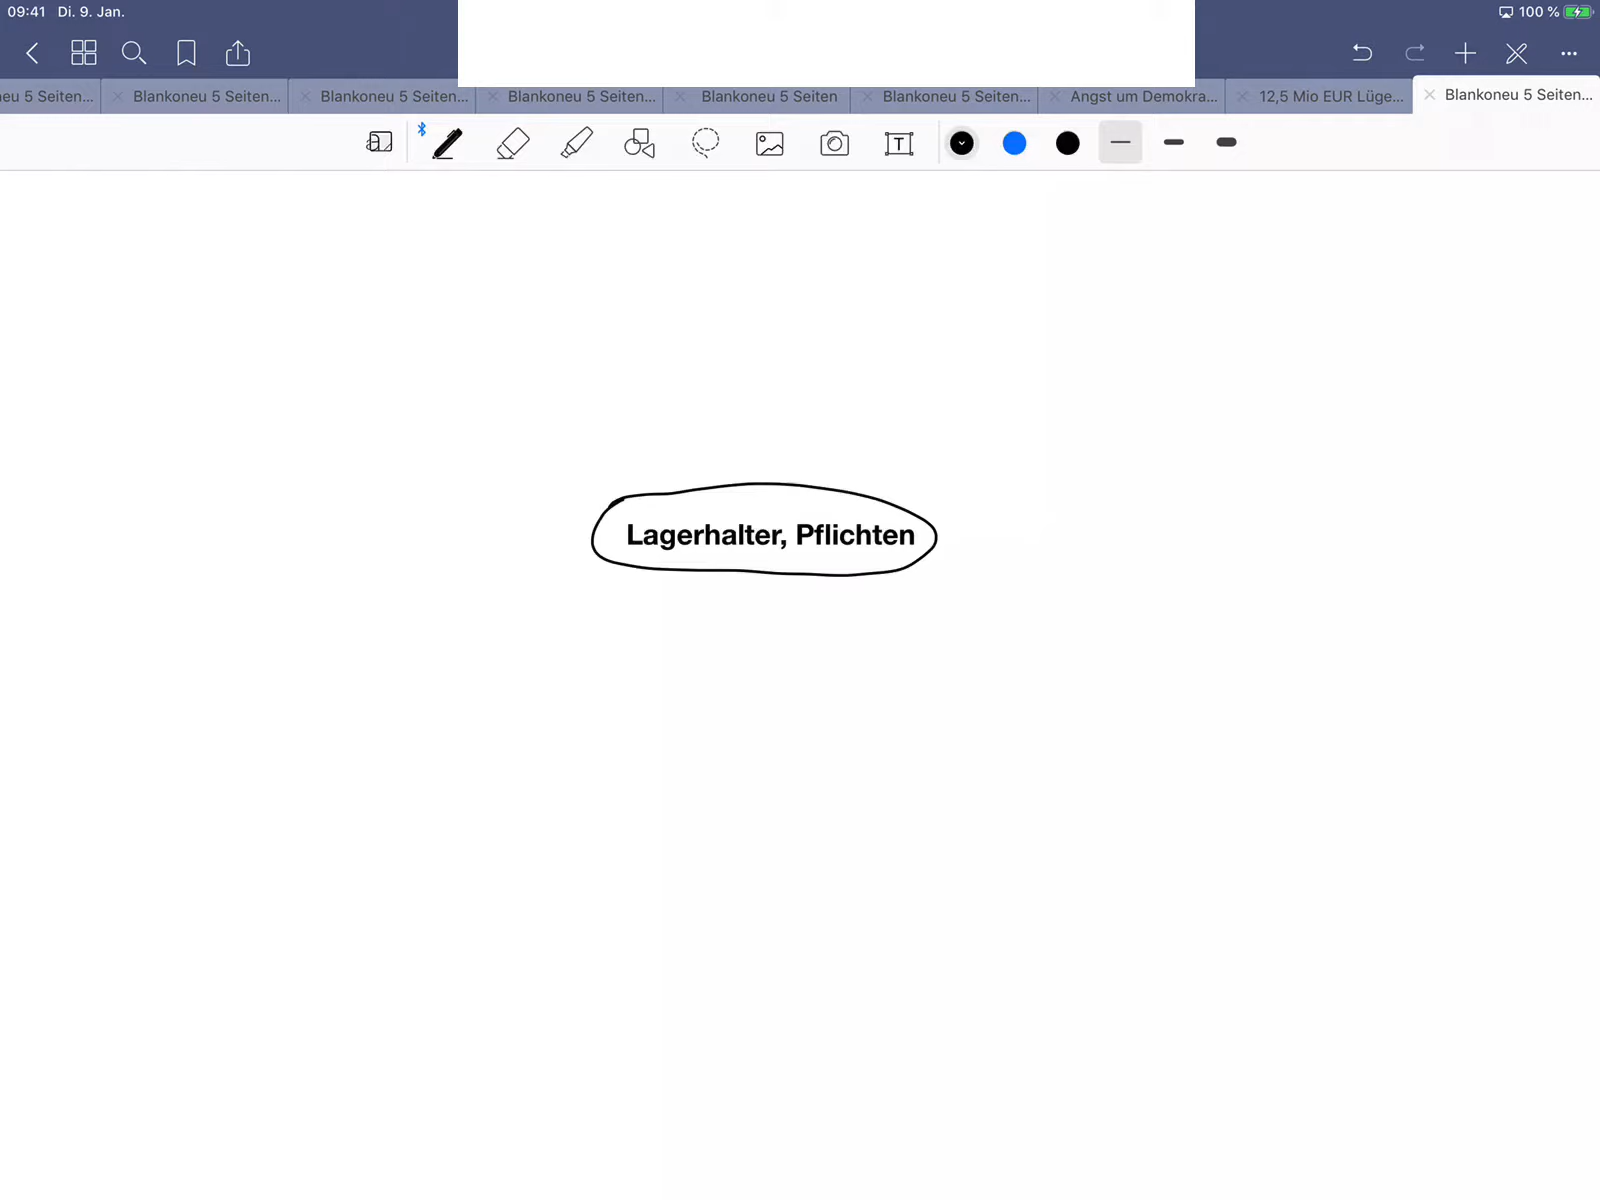 09:41 Di. 9. Jan. 100 %
eu 5 Seiten... Blankoneu 5 Seiten... Blankoneu 5 Seiten... Blankoneu 5 Seiten... Blankoneu 5 Seiten Blankoneu 5 Seiten... Angst um Demokra... 12,5 Mio EUR Lüge... Blankoneu 5 Seiten...
a T
Lagerhalter, Pflichten